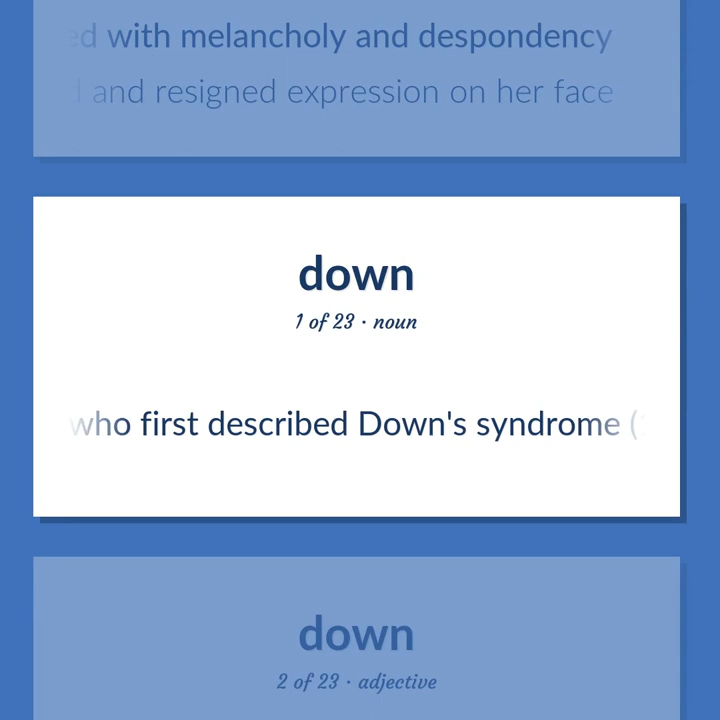 with melancholy and despondency
and resigned expression on her face
down
1 of 23 · noun
who first described Down's syndrome (
down
2 of 23 · adjective